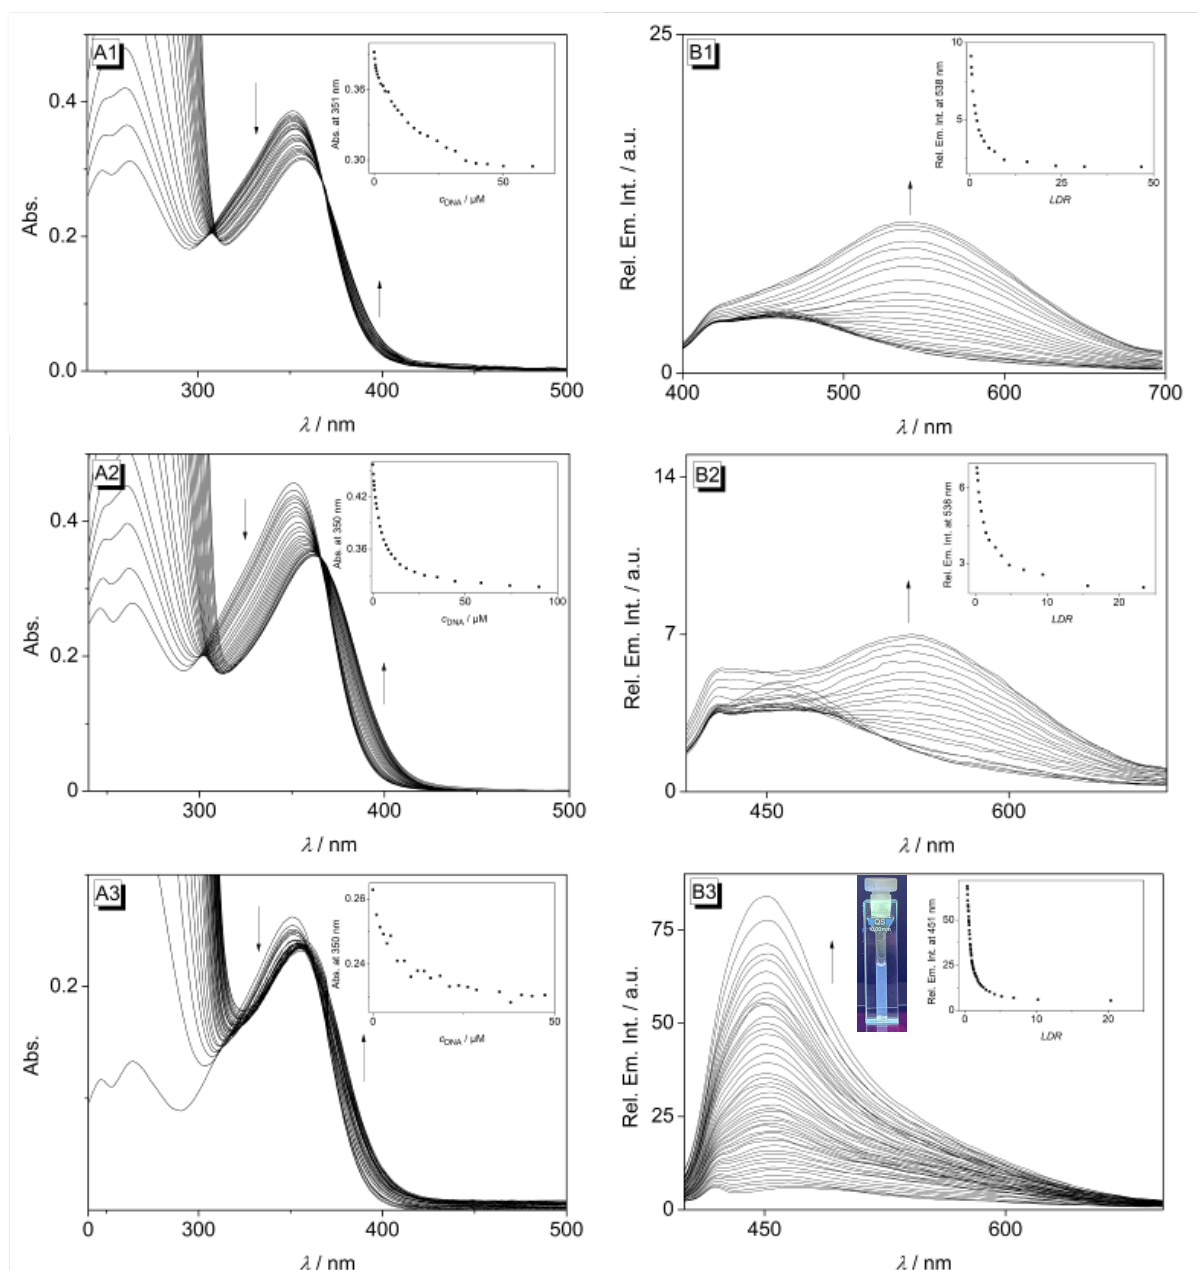 A1
Abs.
0.4
0.2
0.0
300
400
500
λ / nm
Abs. at 351 nm
0.36
0.30
0
50
cDNA / µM
B1
Rel. Em. Int. / a.u.
25
0
400
500
600
700
λ / nm
Rel. Em. Int. at 538 nm
10
5
0
25
50
LDR
A2
Abs.
0.4
0.2
0
300
400
500
λ / nm
Abs. at 350 nm
0.42
0.36
0
50
100
cDNA / µM
B2
Rel. Em. Int. / a.u.
14
7
0
450
600
λ / nm
Rel. Em. Int. at 538 nm
6
3
0
10
20
LDR
A3
Abs.
0.2
0
300
400
500
λ / nm
Abs. at 350 nm
0.26
0.24
0
50
cDNA / µM
B3
Rel. Em. Int. / a.u.
75
50
25
0
450
600
λ / nm
QS
10.00mm
Rel. Em. Int. at 451 nm
50
25
0
10
20
LDR